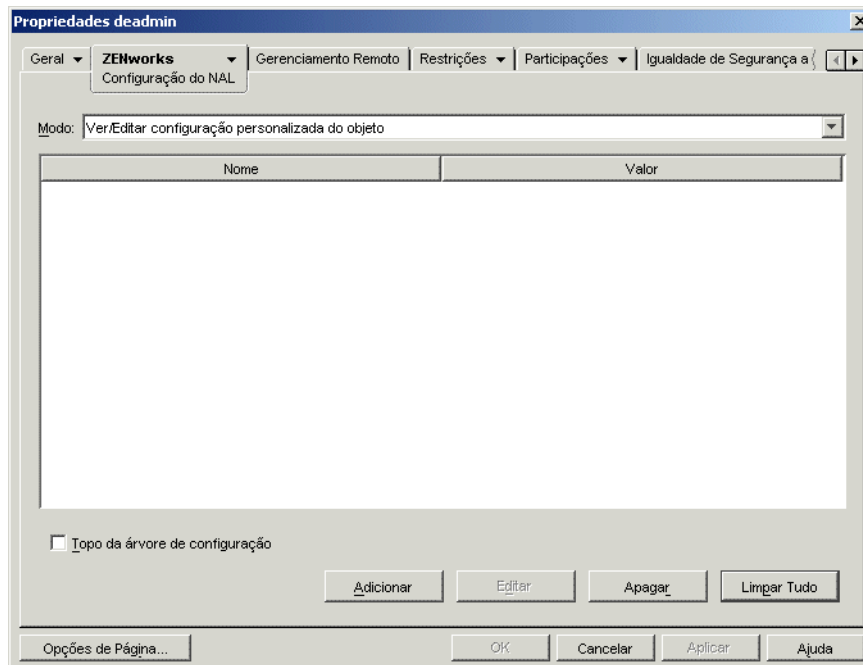 Propriedades deadmin
Geral
ZENworks
Gerenciamento Remoto
Restrições
Participações
Igualdade de Segurança a
Configuração do NAL
Modo: Ver/Editar configuração personalizada do objeto
Nome
Valor
Topo da árvore de configuração
Adicionar
Editar
Apagar
Limpar Tudo
Opções de Página...
OK
Cancelar
Aplicar
Ajuda